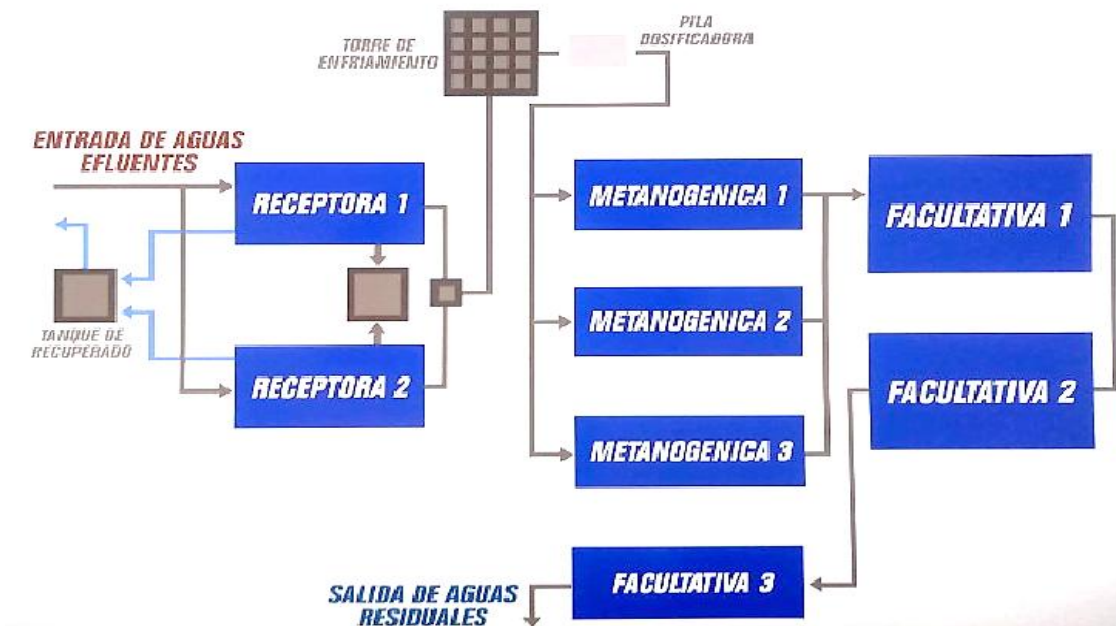 TORRE DE
ENFRIAMIENTO
PILA
DOSIFICADORA
ENTRADA DE AGUAS
EFLUENTES
RECEPTORA 1
METANOGENICA 1
FACULTATIVA 1
TANQUE DE
RECUPERADO
METANOGENICA 2
RECEPTORA 2
FACULTATIVA 2
METANOGENICA 3
FACULTATIVA 3
SALIDA DE AGUAS
RESIDUALES